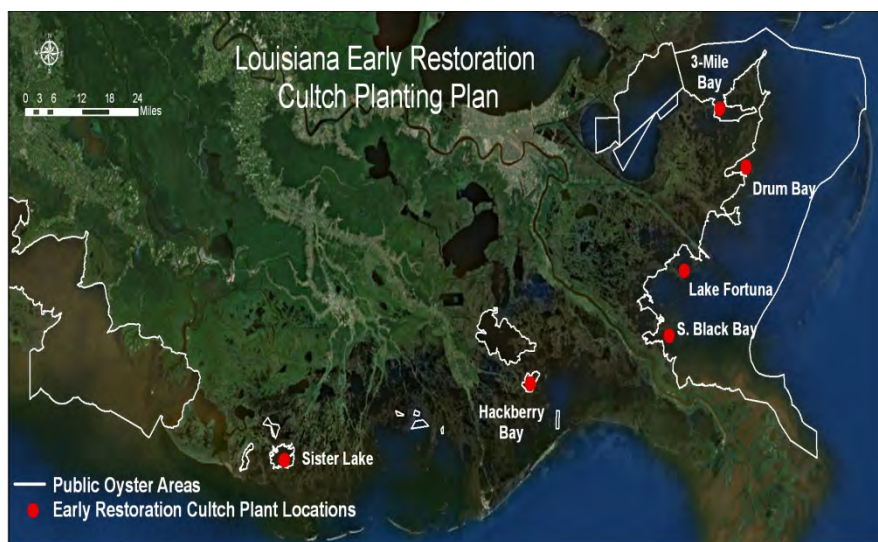 Louisiana Early Restoration
Cultch Planting Plan
0 3 6 12 18 24
Miles
3-Mile
Bay
Drum Bay
Lake Fortuna
S. Black Bay
Hackberry
Bay
Sister Lake
Public Oyster Areas
Early Restoration Cultch Plant Locations